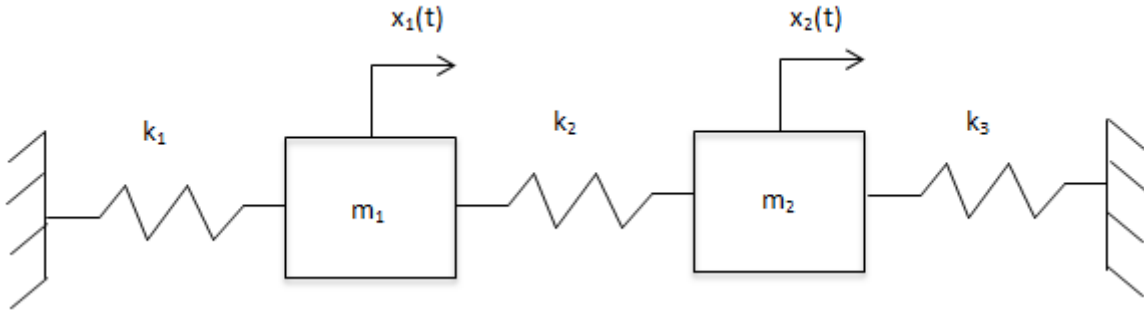 x₁(t)
x₂(t)
k₁
k₂
k₃
m₁
m₂